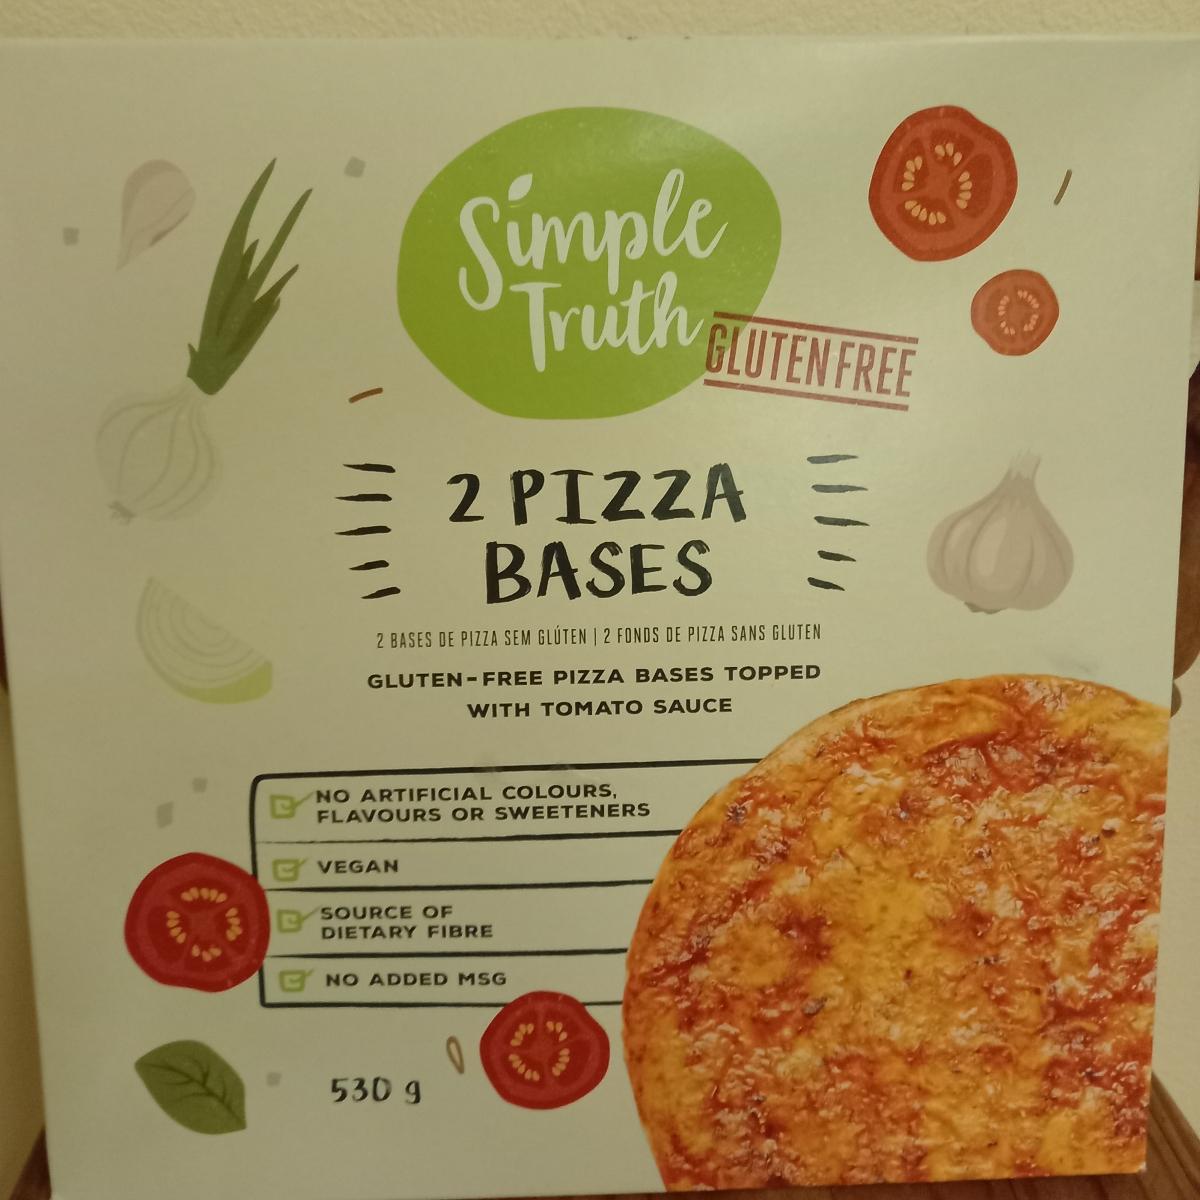 Simple
Truth
GLUTEN FREE
2 PIZZA
BASES
2 BASES DE PIZZA SEM GLÚTEN | 2 FONDS DE PIZZA SANS GLUTEN
GLUTEN-FREE PIZZA BASES TOPPED
WITH TOMATO SAUCE
NO ARTIFICIAL COLOURS,
FLAVOURS OR SWEETENERS
VEGAN
SOURCE OF
DIETARY FIBRE
NO ADDED MSG
530 g